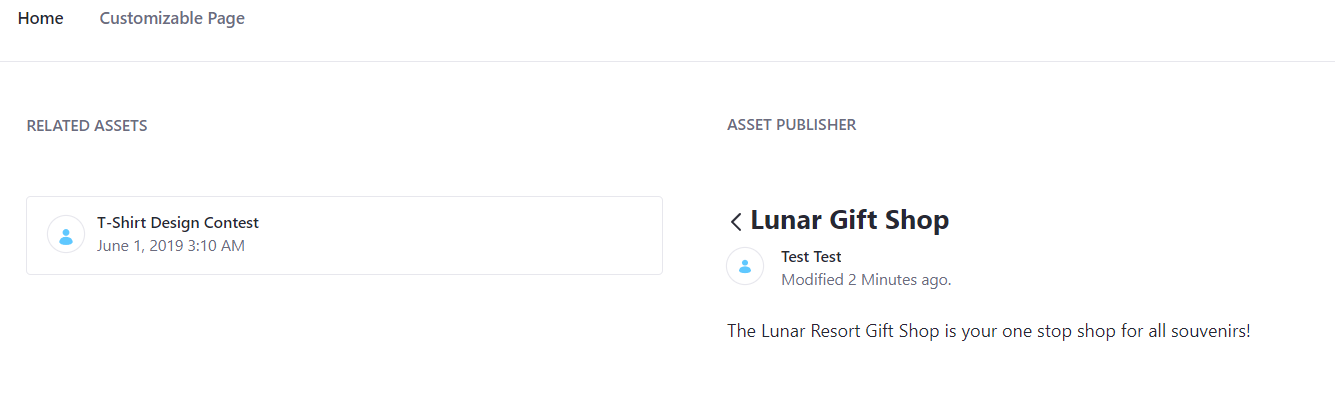 Home Customizable Page
RELATED ASSETS
T-Shirt Design Contest
June 1, 2019 3:10 AM
ASSET PUBLISHER
Lunar Gift Shop
Test Test
Modified 2 Minutes ago.
The Lunar Resort Gift Shop is your one stop shop for all souvenirs!